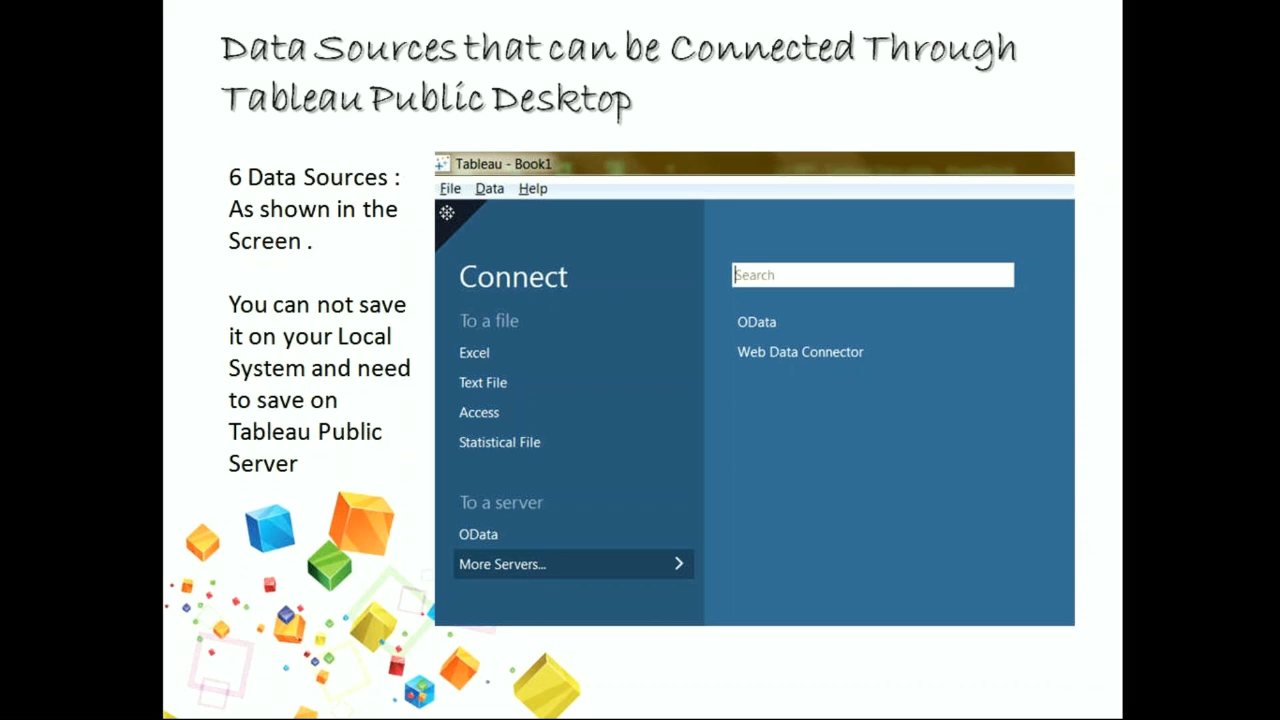 Data Sources that can be Connected Through
Tableau Public Desktop
6 Data Sources :
As shown in the
Screen .
You can not save
it on your Local
System and need
to save on
Tableau Public
Server
Tableau - Book1
File Data Help
Connect
To a file
Excel
Text File
Access
Statistical File
To a server
OData
More Servers...
Search
OData
Web Data Connector